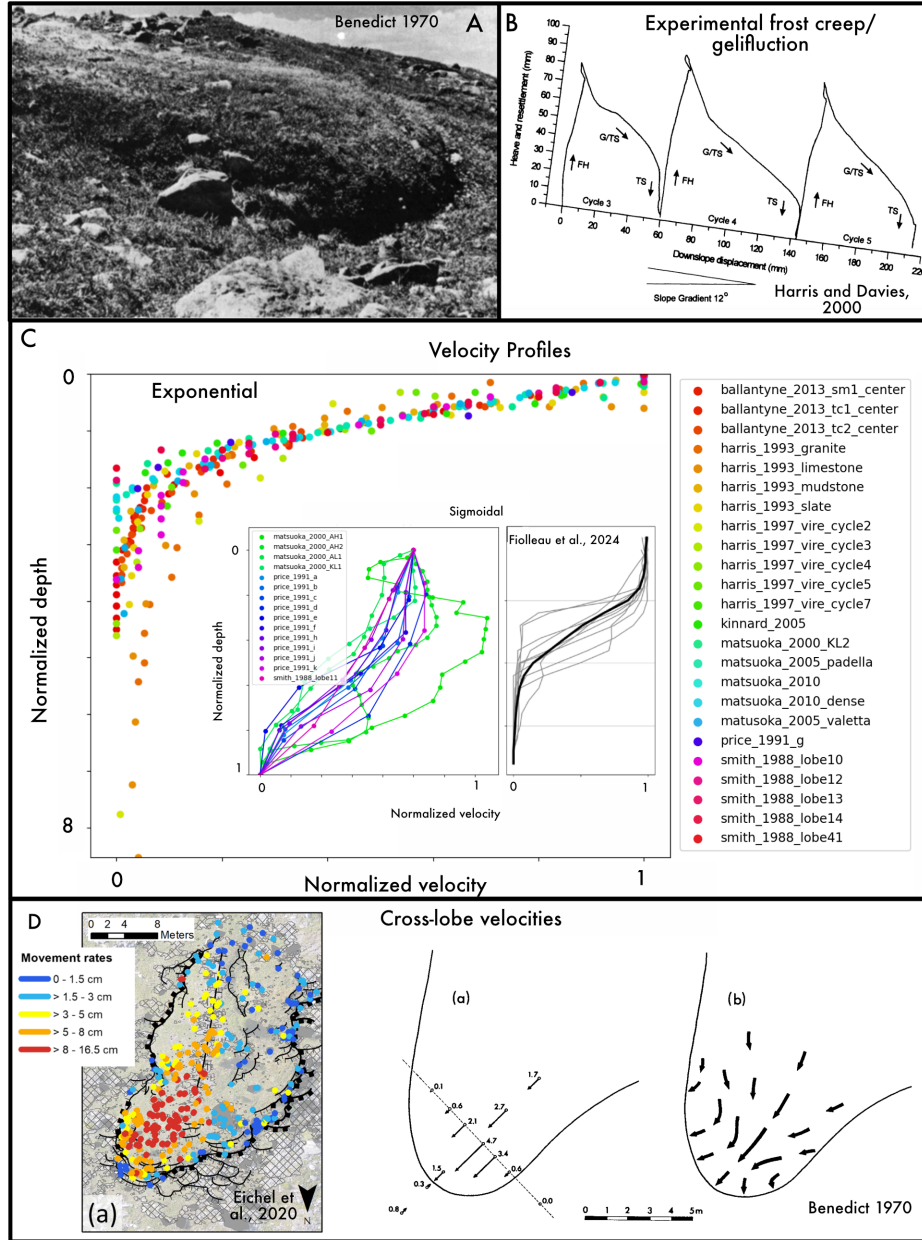 Benedict 1970
A
B
Experimental frost creep/
gelifluction
Heave and resettlement (mm)
100
90
80
70
60
50
40
30
20
10
0
FH
G/TS
TS
Cycle 3
FH
G/TS
TS
Cycle 4
FH
G/TS
TS
Cycle 5
0
20
40
60
80
100
120
140
160
180
200
220
Downslope displacement (mm)
Slope Gradient 12°
Harris and Davies,
2000
C
Velocity Profiles
Exponential
0
8
Normalized depth
0
1
Normalized velocity
Sigmoidal
matsuoka_2000_AH1
matsuoka_2000_AH2
matsuoka_2000_AL1
matsuoka_2000_KL1
price_1991_a
price_1991_b
price_1991_c
price_1991_d
price_1991_e
price_1991_f
price_1991_h
price_1991_i
price_1991_j
price_1991_k
smith_1988_lobe11
0
1
Normalized depth
0
1
Normalized velocity
Fiolleau et al., 2024
0
1
ballantyne_2013_sm1_center
ballantyne_2013_tc1_center
ballantyne_2013_tc2_center
harris_1993_granite
harris_1993_limestone
harris_1993_mudstone
harris_1993_slate
harris_1997_vire_cycle2
harris_1997_vire_cycle3
harris_1997_vire_cycle4
harris_1997_vire_cycle5
harris_1997_vire_cycle7
kinnard_2005
matsuoka_2000_KL2
matsuoka_2005_padella
matsuoka_2010
matsuoka_2010_dense
matusoka_2005_valetta
price_1991_g
smith_1988_lobe10
smith_1988_lobe12
smith_1988_lobe13
smith_1988_lobe14
smith_1988_lobe41
D
Cross-lobe velocities
0 2 4 8
Meters
Movement rates
0 - 1.5 cm
> 1.5 - 3 cm
> 3 - 5 cm
> 5 - 8 cm
> 8 - 16.5 cm
(a)
Eichel et
al., 2020
N
(a)
0.1
0.6
2.1
4.7
3.4
0.6
0.0
1.7
2.7
1.5
0.3
0.8
0 1 2 3 4 5m
(b)
Benedict 1970